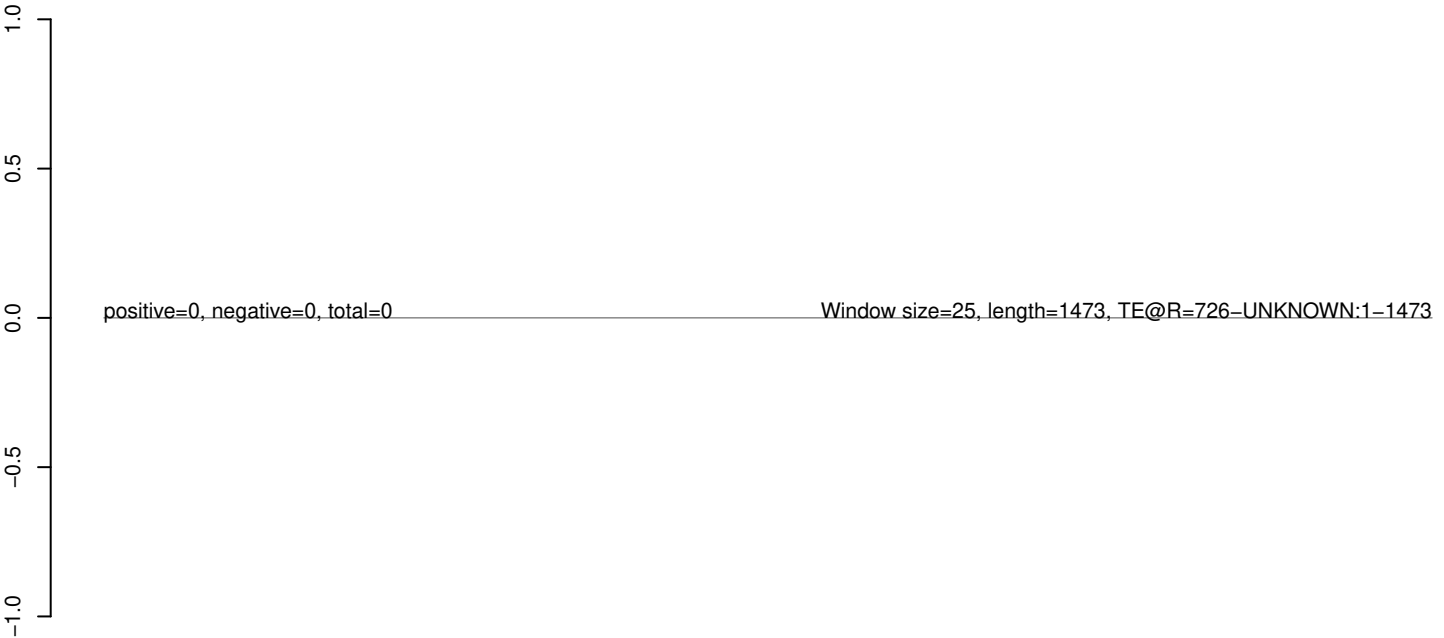 1.0
0.5
positive=0, negative=0, total=0
Window size=25, length=1473, TE@R=726−UNKNOWN:1−1473
0.0
−0.5
−1.0